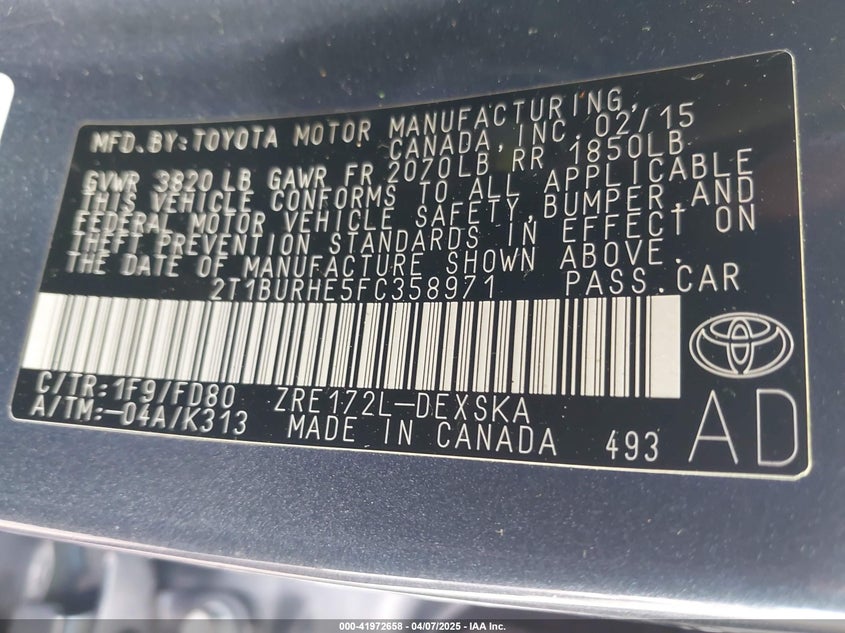 MFD.BY:TOYOTA MOTOR MANUFACTURING,
CANADA, INC. 02/15
GVWR 3820 LB GAWR FR 2070LB RR 1850LB
THIS VEHICLE CONFORMS TO ALL APPLICABLE
FEDERAL MOTOR VEHICLE SAFETY,BUMPER,AND
THEFT PREVENTION STANDARDS IN EFFECT ON
THE DATE OF MANUFACTURE SHOWN ABOVE.
2T1BURHE5FC358971 PASS.CAR
C/TR:1F9/FD80 ZRE172L-DEXSKA
A/TM:-04A/K313 MADE IN CANADA 493 AD
000-41972658 - 04/07/2025 - IAA Inc.